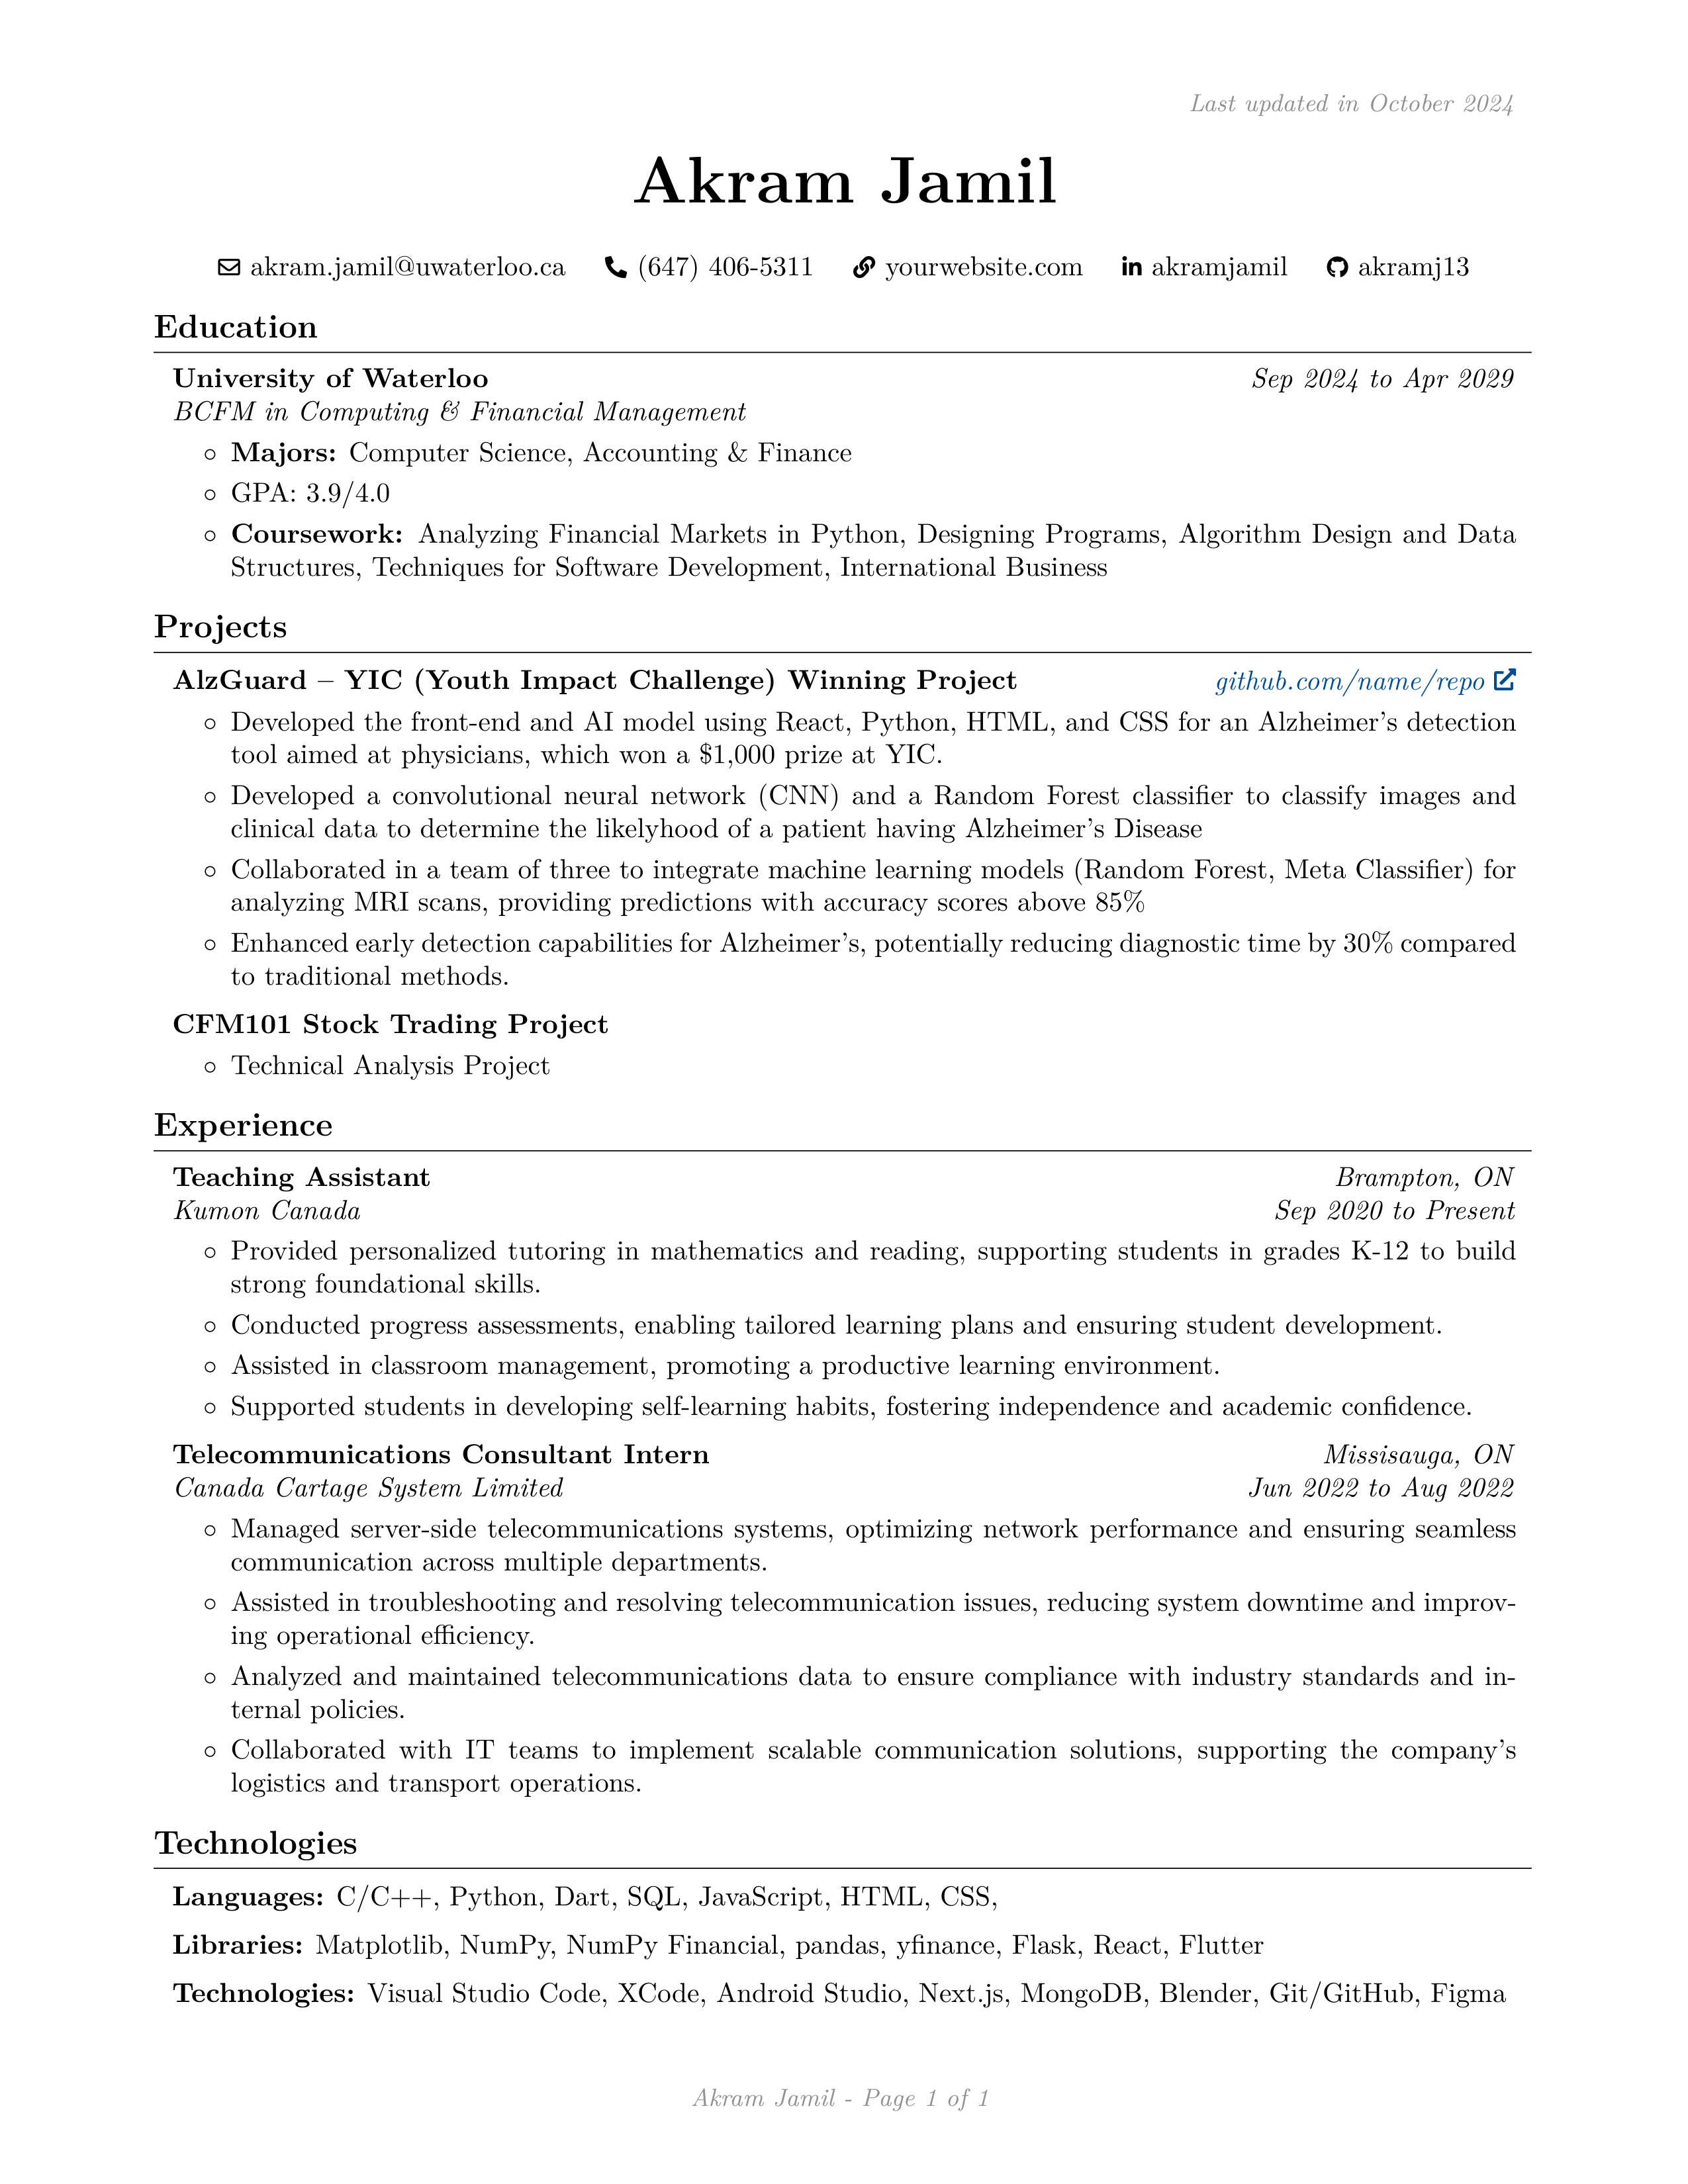 Last updated in October 2024
Akram Jamil
akram.jamil@uwaterloo.ca (647) 406-5311 yourwebsite.com akramjamil akramj13
Education
University of Waterloo Sep 2024 to Apr 2029
BCFM in Computing & Financial Management
◦ Majors: Computer Science, Accounting & Finance
◦ GPA: 3.9/4.0
◦ Coursework: Analyzing Financial Markets in Python, Designing Programs, Algorithm Design and Data
Structures, Techniques for Software Development, International Business
Projects
AlzGuard – YIC (Youth Impact Challenge) Winning Project github.com/name/repo
◦ Developed the front-end and AI model using React, Python, HTML, and CSS for an Alzheimer's detection
tool aimed at physicians, which won a $1,000 prize at YIC.
◦ Developed a convolutional neural network (CNN) and a Random Forest classifier to classify images and
clinical data to determine the likelyhood of a patient having Alzheimer's Disease
◦ Collaborated in a team of three to integrate machine learning models (Random Forest, Meta Classifier) for
analyzing MRI scans, providing predictions with accuracy scores above 85%
◦ Enhanced early detection capabilities for Alzheimer's, potentially reducing diagnostic time by 30% compared
to traditional methods.
CFM101 Stock Trading Project
◦ Technical Analysis Project
Experience
Teaching Assistant Brampton, ON
Kumon Canada Sep 2020 to Present
◦ Provided personalized tutoring in mathematics and reading, supporting students in grades K-12 to build
strong foundational skills.
◦ Conducted progress assessments, enabling tailored learning plans and ensuring student development.
◦ Assisted in classroom management, promoting a productive learning environment.
◦ Supported students in developing self-learning habits, fostering independence and academic confidence.
Telecommunications Consultant Intern Missisauga, ON
Canada Cartage System Limited Jun 2022 to Aug 2022
◦ Managed server-side telecommunications systems, optimizing network performance and ensuring seamless
communication across multiple departments.
◦ Assisted in troubleshooting and resolving telecommunication issues, reducing system downtime and improv-
ing operational efficiency.
◦ Analyzed and maintained telecommunications data to ensure compliance with industry standards and in-
ternal policies.
◦ Collaborated with IT teams to implement scalable communication solutions, supporting the company's
logistics and transport operations.
Technologies
Languages: C/C++, Python, Dart, SQL, JavaScript, HTML, CSS,
Libraries: Matplotlib, NumPy, NumPy Financial, pandas, yfinance, Flask, React, Flutter
Technologies: Visual Studio Code, XCode, Android Studio, Next.js, MongoDB, Blender, Git/GitHub, Figma
Akram Jamil - Page 1 of 1